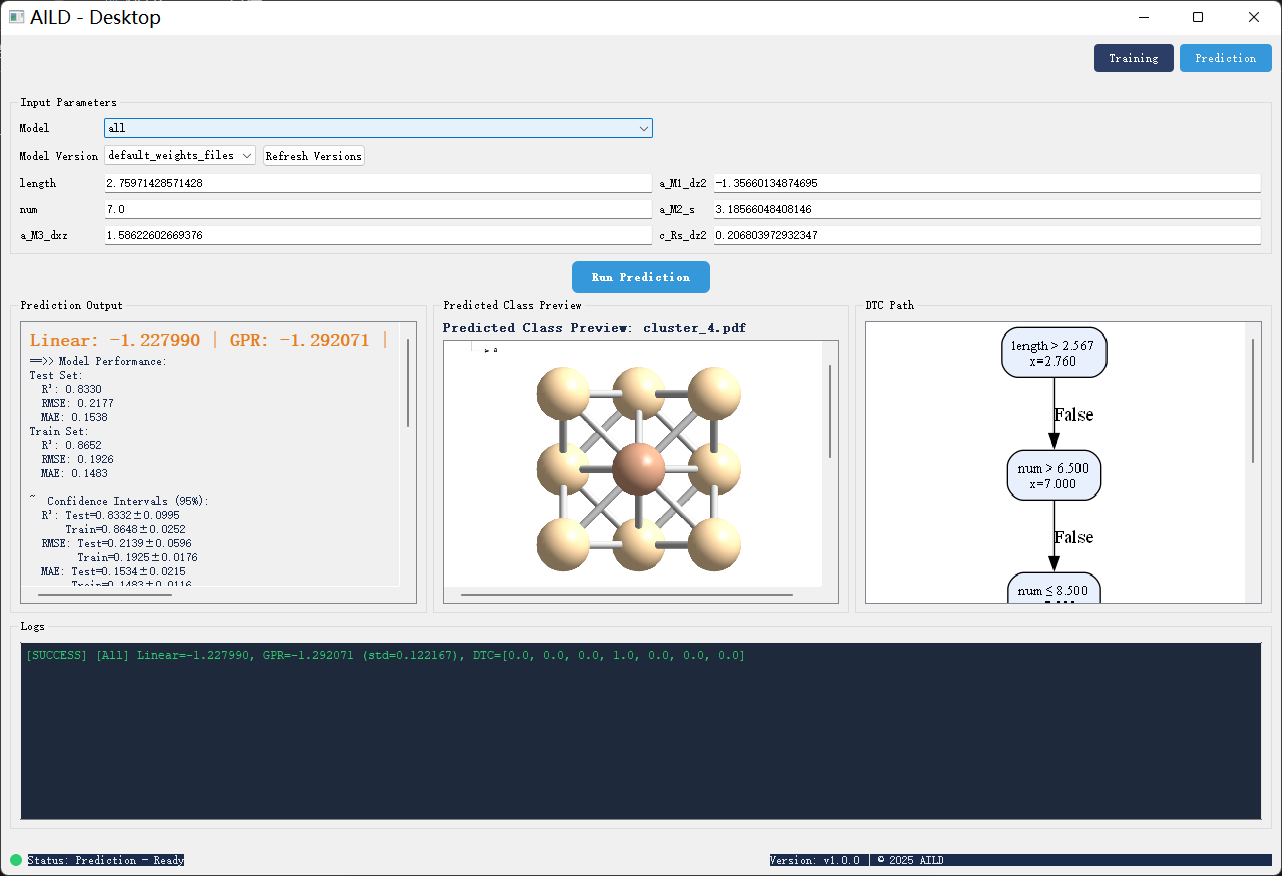 AILD - Desktop
Training
Prediction
Input Parameters
Model
all
Model Version
default_weights_files
Refresh Versions
length
2.75971428571428
a_M1_dz2
-1.35660134874695
num
7.0
a_M2_s
3.18566048408146
a_M3_dxz
1.58622602669376
c_Rs_dz2
0.206803972932347
Run Prediction
Prediction Output
Linear: -1.227990 | GPR: -1.292071 |
==>> Model Performance:
Test Set:
R²: 0.8330
RMSE: 0.2177
MAE: 0.1538
Train Set:
R²: 0.8652
RMSE: 0.1926
MAE: 0.1483
~ Confidence Intervals (95%):
R²: Test=0.8332±0.0995
Train=0.8648±0.0252
RMSE: Test=0.2139±0.0596
Train=0.1925±0.0176
MAE: Test=0.1534±0.0215
Train=0.1483±0.0116
Predicted Class Preview
Predicted Class Preview: cluster_4.pdf
a
DTC Path
length > 2.567
x=2.760
False
num > 6.500
x=7.000
False
num ≤ 8.500
Logs
[SUCCESS] [All] Linear=-1.227990, GPR=-1.292071 (std=0.122167), DTC=[0.0, 0.0, 0.0, 1.0, 0.0, 0.0, 0.0]
Status: Prediction - Ready
Version: v1.0.0 | © 2025 AILD